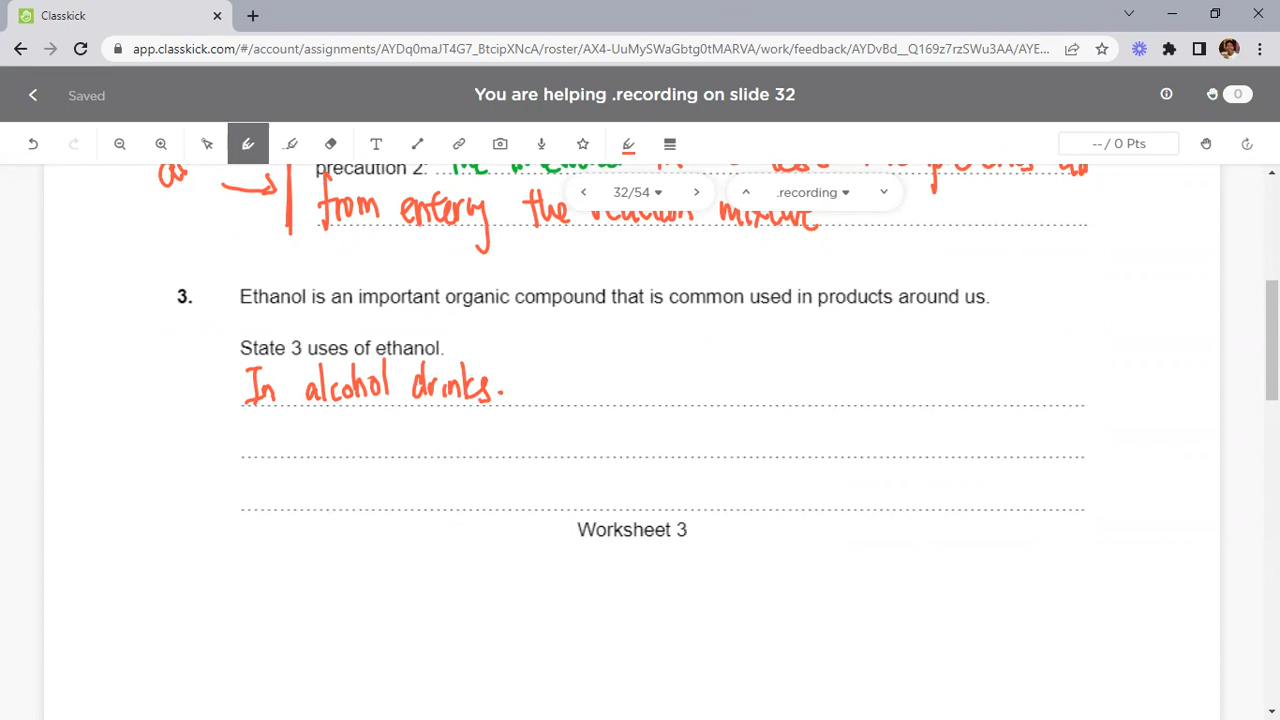 Classkick
app.classkick.com/#/account/assignments/AYDq0maJT4G7_BtcipXNCA/roster/AX4-UuMySWaGbtg0tMARVA/work/feedback/AYDvBd__Q169z7rzSWu3AA/AYE...
Saved
You are helping .recording on slide 32
0
T
-- / 0 Pts
precaution 2:
32/54
.recording
from entering the reaction mixture
3. Ethanol is an important organic compound that is common used in products around us.
State 3 uses of ethanol.
In alcohol drinks.
Worksheet 3